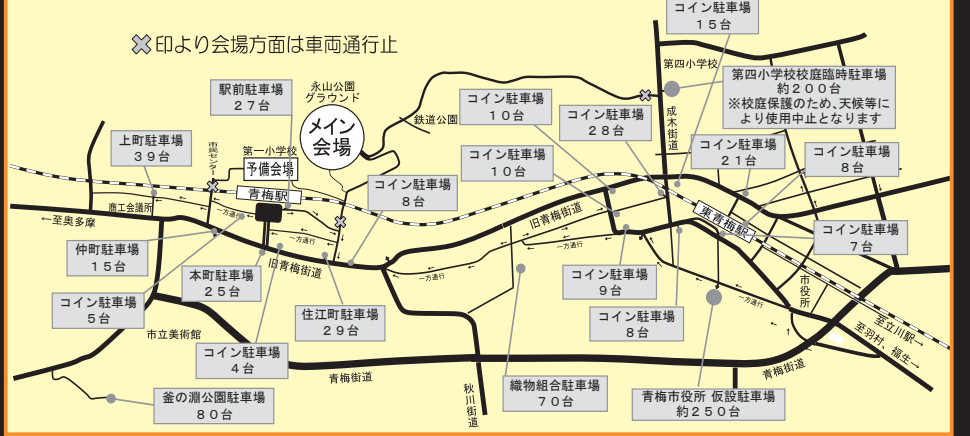 印より会場方面は車両通行止
コイン駐車場
15台
第四小学校
第四小学校校庭臨時駐車場
約200台
※校庭保護のため、天候等に
より使用中止となります
駅前駐車場
27台
永山公園
グラウンド
メイン
会場
鉄道公園
コイン駐車場
10台
コイン駐車場
28台
成木街道
コイン駐車場
21台
コイン駐車場
8台
上町駐車場
39台
市民センター
第一小学校
予備会場
コイン駐車場
10台
コイン駐車場
8台
青梅駅
商工会議所
一方通行
←至奥多摩
旧青梅街道
東青梅駅
コイン駐車場
7台
仲町駐車場
15台
一方通行
一方通行
旧青梅街道
本町駐車場
25台
一方通行
コイン駐車場
9台
市役所
コイン駐車場
5台
住江町駐車場
29台
コイン駐車場
8台
一方通行
市立美術館
コイン駐車場
4台
至立川駅→
至羽村、福生→
青梅街道
青梅街道
釜の淵公園駐車場
80台
秋川街道
織物組合駐車場
70台
青梅市役所 仮設駐車場
約250台